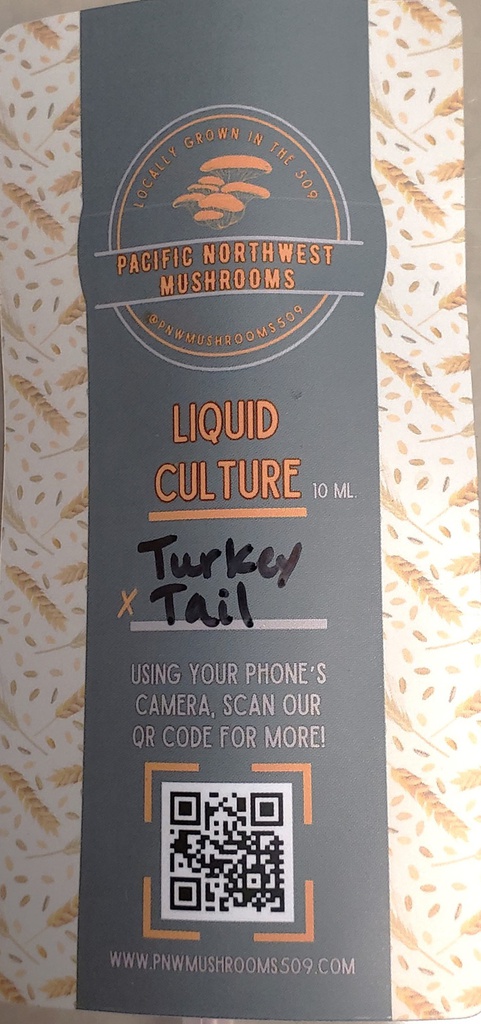 LOCALLY GROWN IN THE 509
PACIFIC NORTHWEST
MUSHROOMS
@PNWMUSHROOMS509
LIQUID
CULTURE 10 ML.
Turkey
X Tail
USING YOUR PHONE'S
CAMERA, SCAN OUR
QR CODE FOR MORE!
WWW.PNWMUSHROOMS509.COM